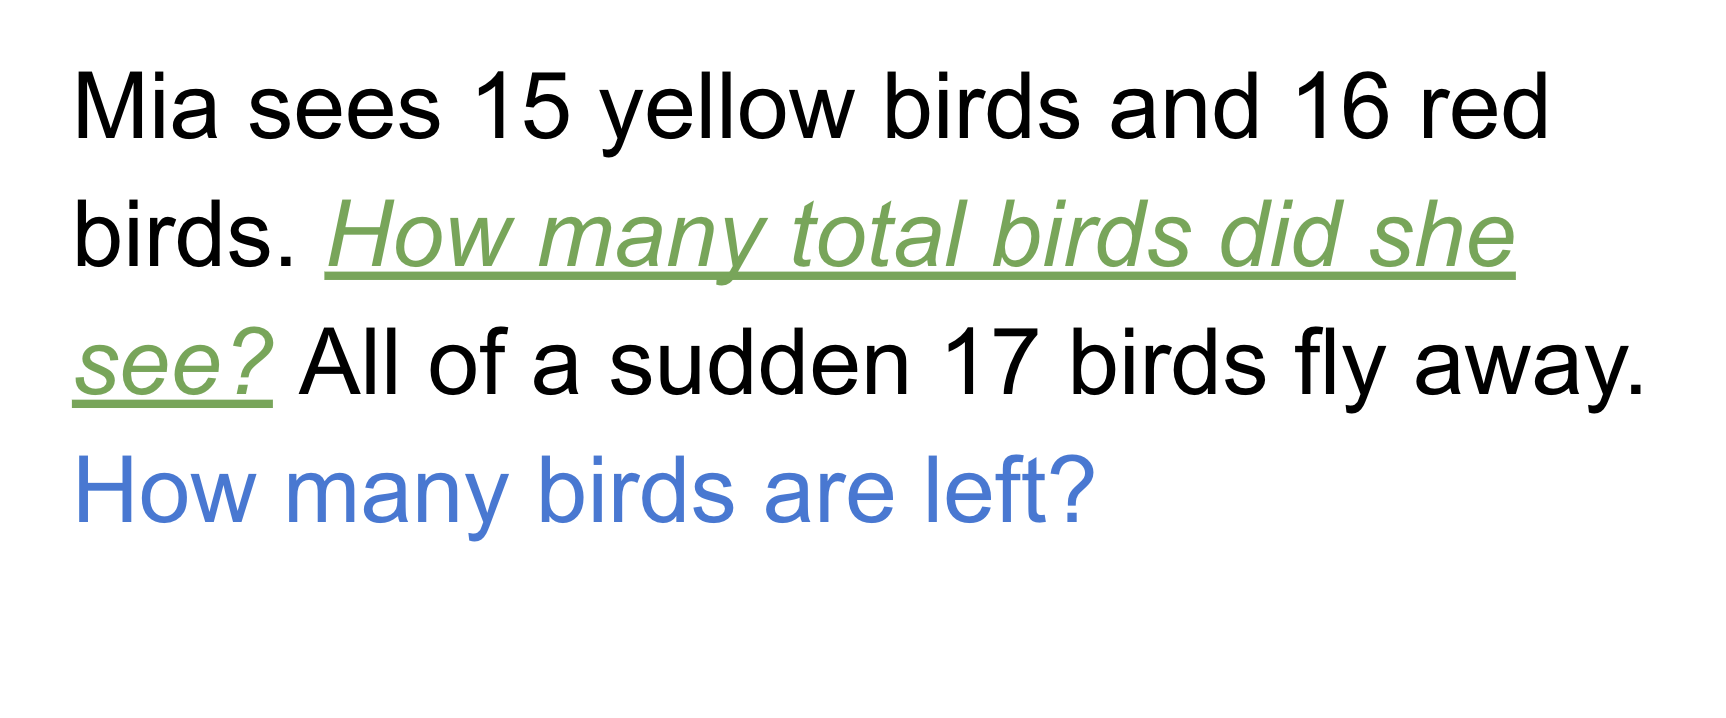 Mia sees 15 yellow birds and 16 red
birds. How many total birds did she
see? All of a sudden 17 birds fly away.
How many birds are left?